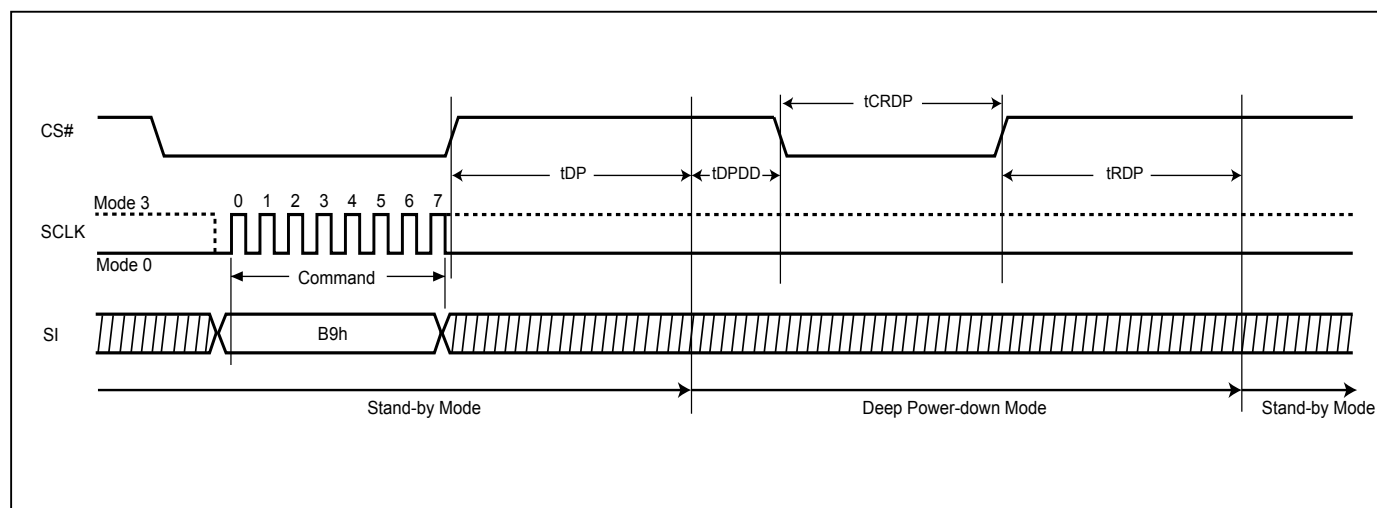 tCRDP
CS#
tDP
tDPDD
tRDP
Mode 3
0 1 2 3 4 5 6 7
SCLK
Mode 0
Command
SI
B9h
Stand-by Mode
Deep Power-down Mode
Stand-by Mode